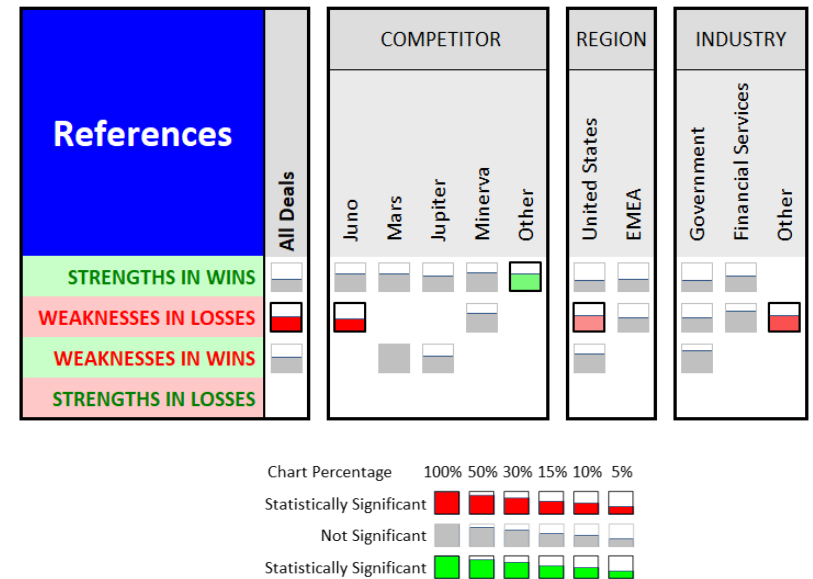 References
All Deals
COMPETITOR
Juno
Mars
Jupiter
Minerva
Other
REGION
United States
EMEA
INDUSTRY
Government
Financial Services
Other
STRENGTHS IN WINS
WEAKNESSES IN LOSSES
WEAKNESSES IN WINS
STRENGTHS IN LOSSES
Chart Percentage 100% 50% 30% 15% 10% 5%
Statistically Significant
Not Significant
Statistically Significant